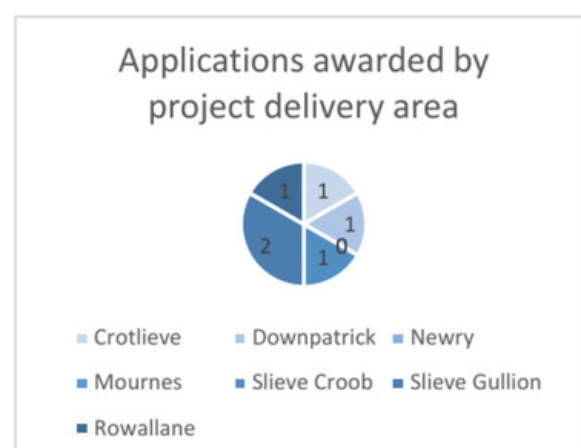 Applications awarded by
project delivery area
1
1
1
0
2
1
Crotlieve
Downpatrick
Newry
Mournes
Slieve Croob
Slieve Gullion
Rowallane